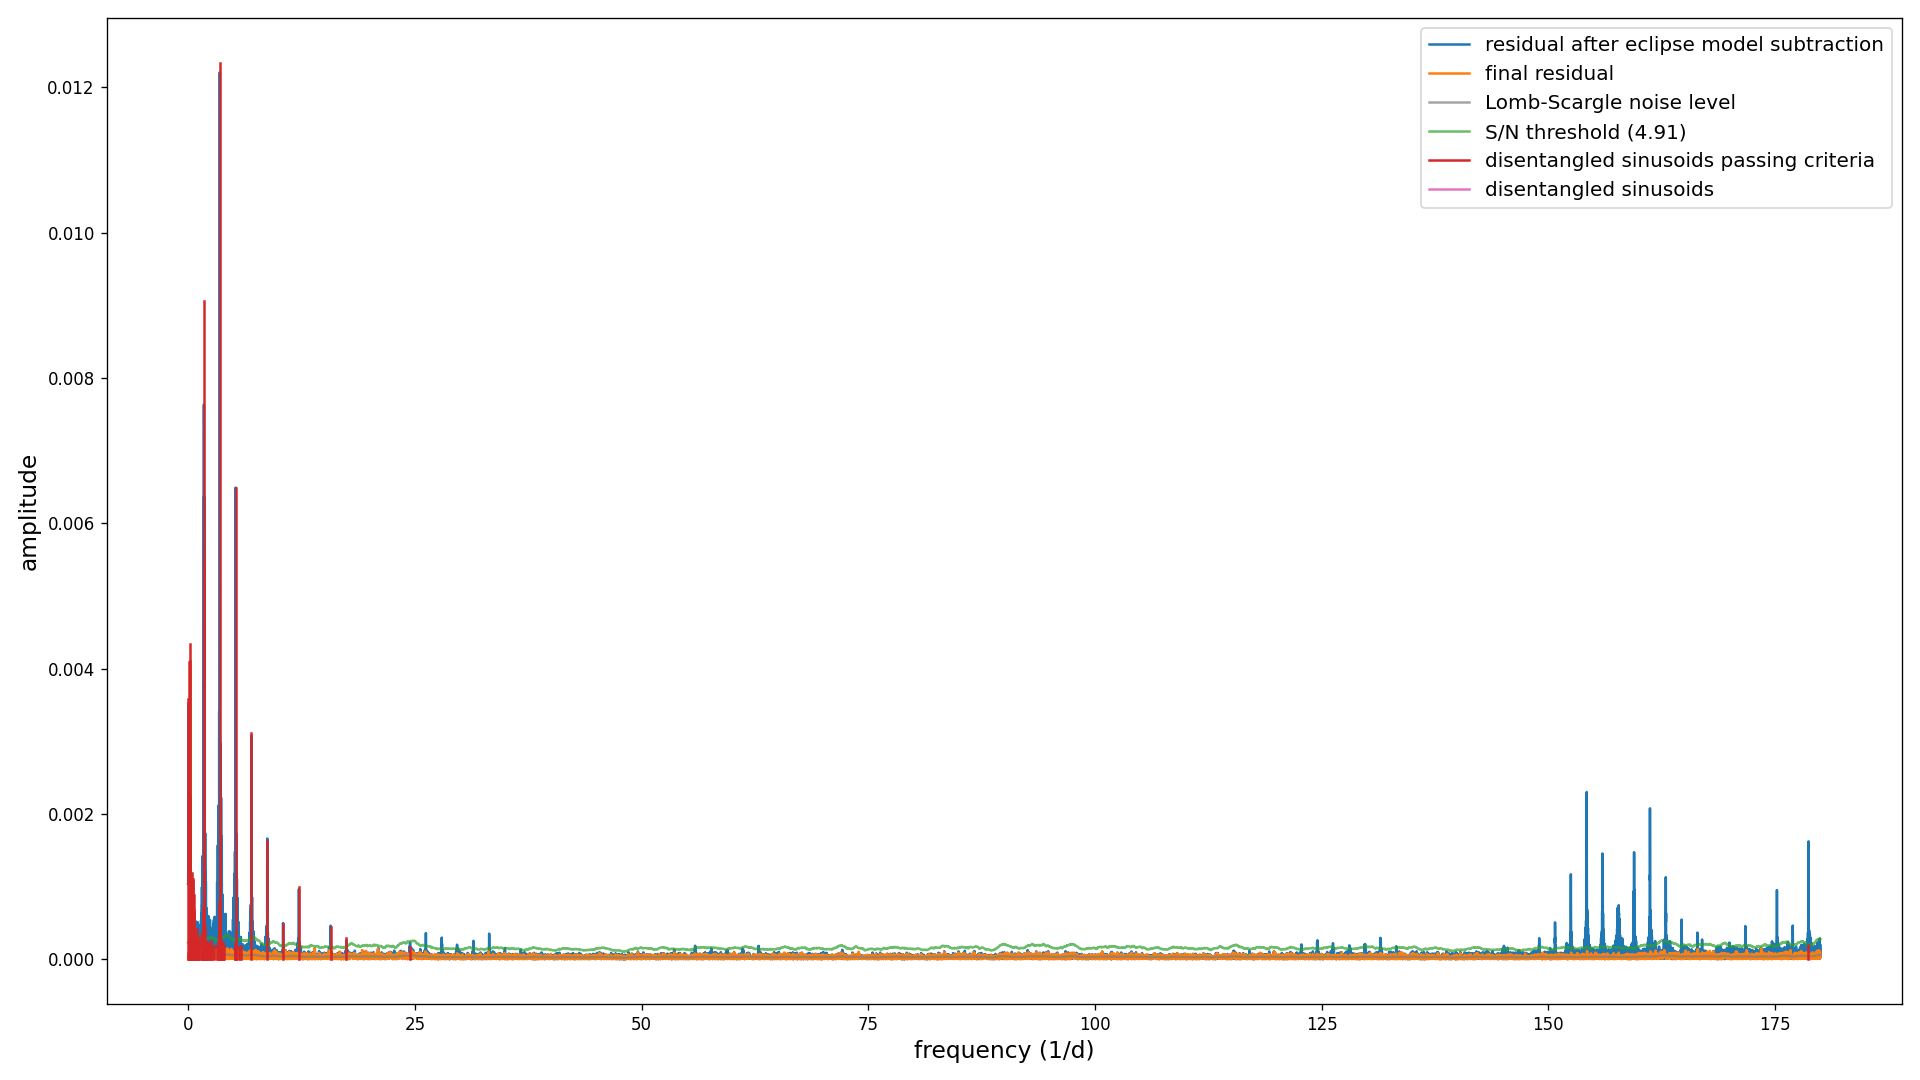 residual after eclipse model subtraction
final residual
Lomb-Scargle noise level
S/N threshold (4.91)
disentangled sinusoids passing criteria
disentangled sinusoids
amplitude
0.012
0.010
0.008
0.006
0.004
0.002
0.000
0 25 50 75 100 125 150 175
frequency (1/d)